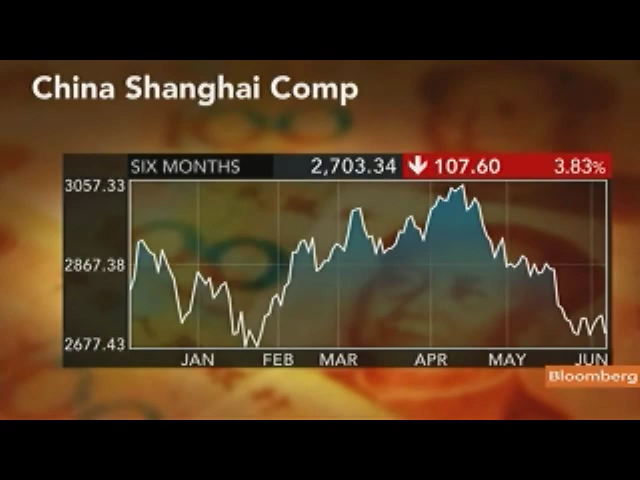 China Shanghai Comp
SIX MONTHS 2,703.34 107.60 3.83%
3057.33
2867.38
2677.43
JAN FEB MAR APR MAY JUN
Bloomberg